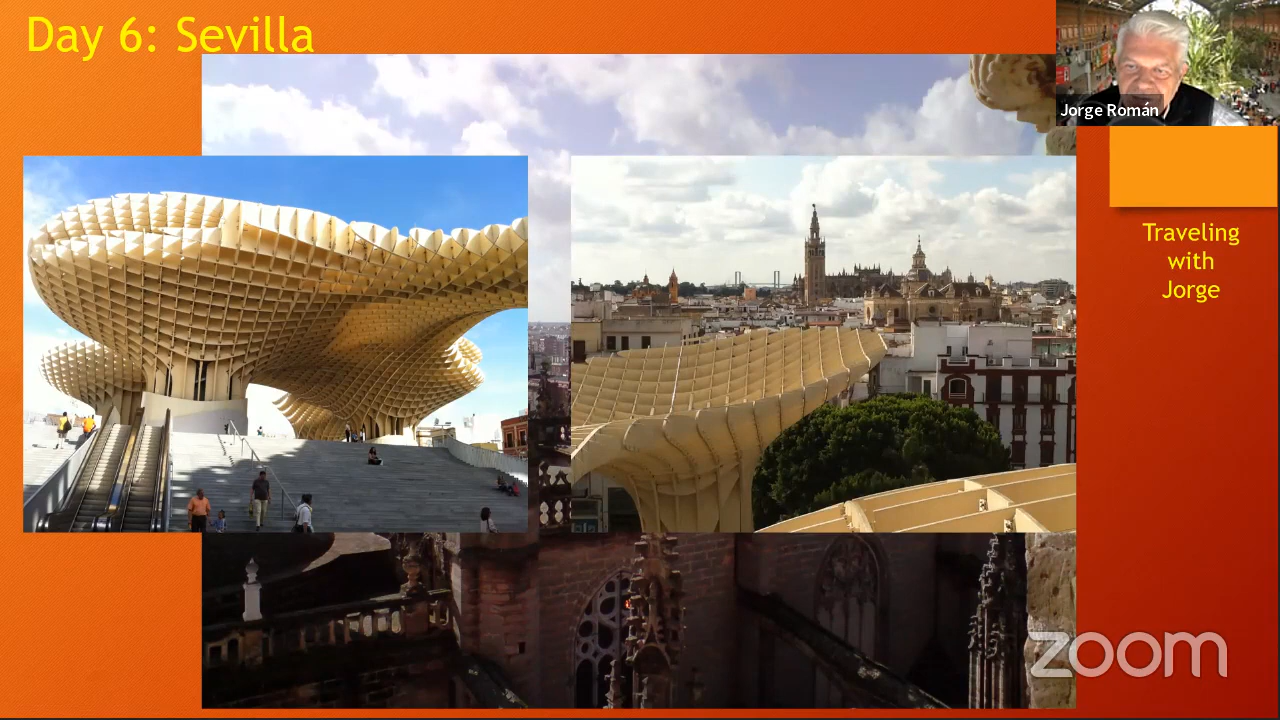 Day 6: Sevilla
Jorge Román
Traveling
with
Jorge
zoom